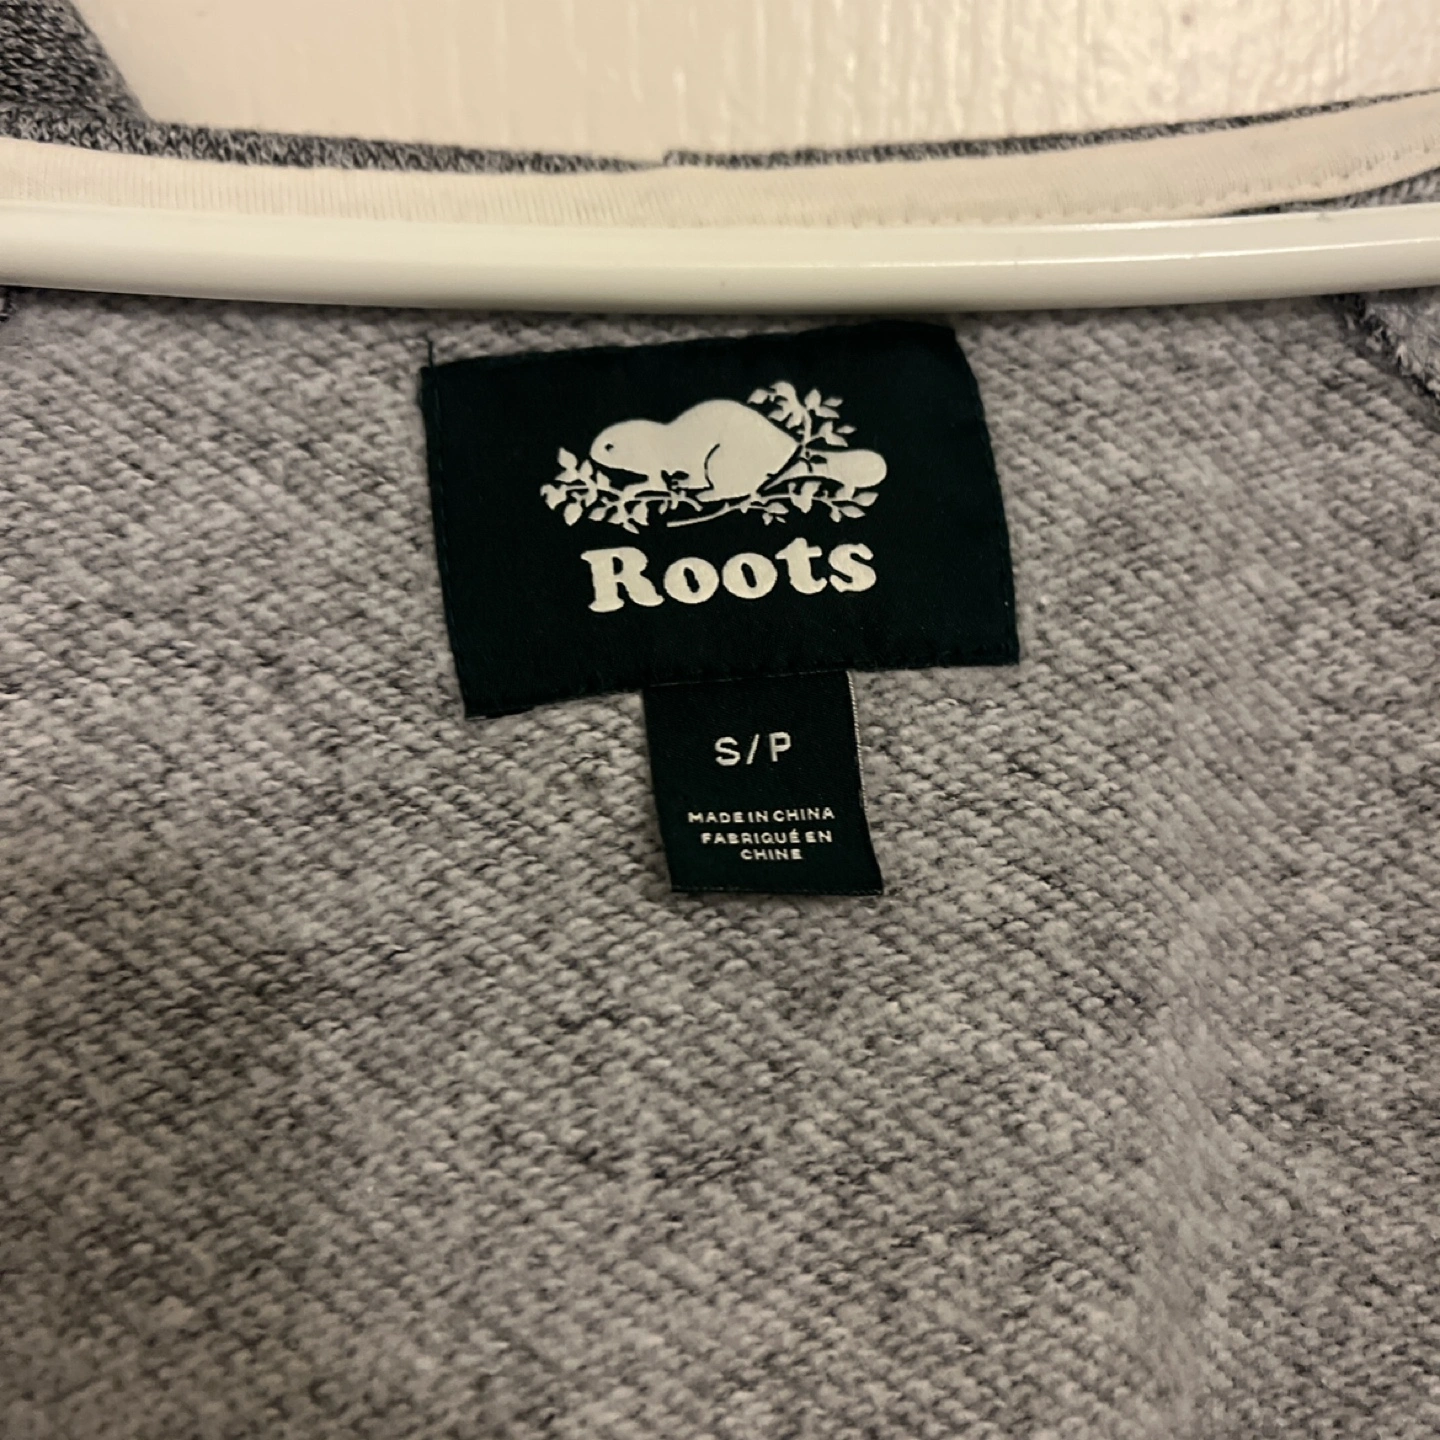 Roots
S/P
MADE IN CHINA
FABRIQUÉ EN
CHINE